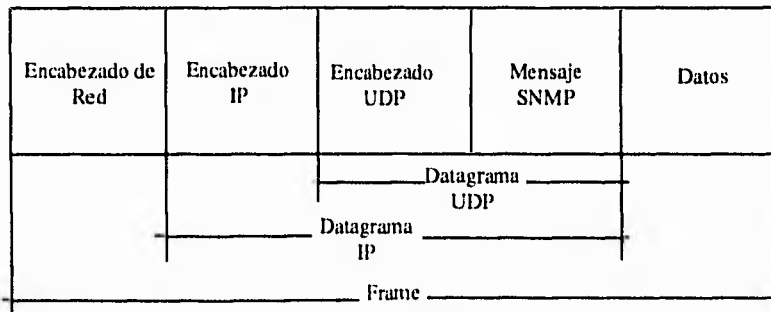 Encabezado de
Red
Encabezado
IP
Encabezado
UDP
Mensaje
SNMP
Datos
Datagrama
UDP
Datagrama
IP
Frame